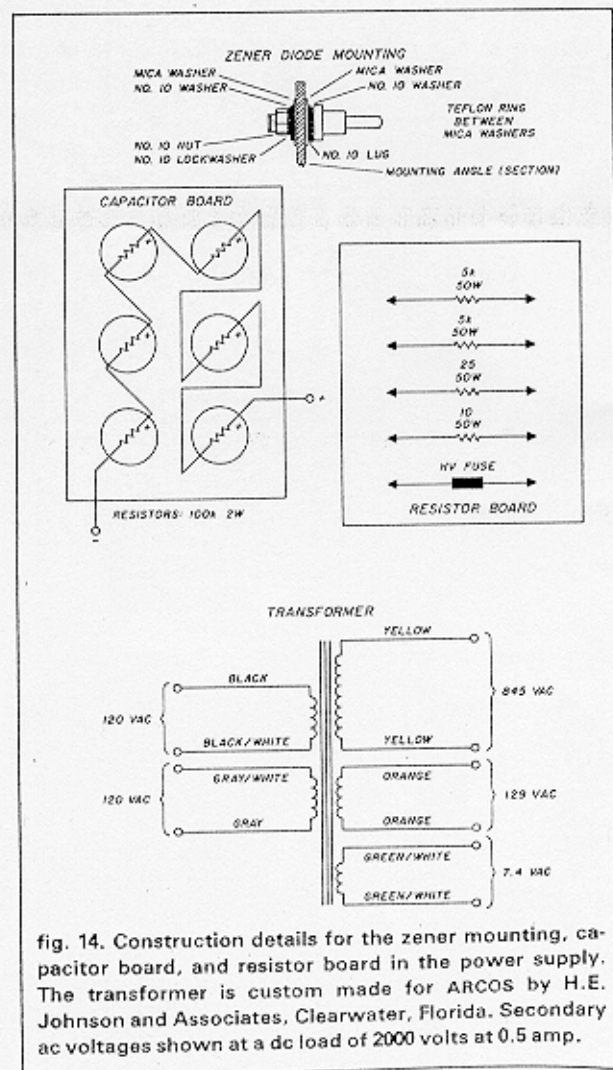 ZENER DIODE MOUNTING
MICA WASHER
NO. 10 WASHER
MICA WASHER
NO. 10 WASHER
TEFLON RING
BETWEEN
MICA WASHERS
NO. 10 NUT
NO. 10 LOCKWASHER
NO. 10 LUG
MOUNTING ANGLE (SECTION)
CAPACITOR BOARD
+
+
+
+
+
+
+
-
RESISTORS: 100k 2W
5k
50W
5k
50W
25
50W
10
50W
HV FUSE
RESISTOR BOARD
TRANSFORMER
120 VAC
BLACK
BLACK/WHITE
120 VAC
GRAY/WHITE
GRAY
YELLOW
YELLOW
845 VAC
ORANGE
ORANGE
129 VAC
GREEN/WHITE
GREEN/WHITE
7.4 VAC
fig. 14. Construction details for the zener mounting, ca-
pacitor board, and resistor board in the power supply.
The transformer is custom made for ARCOS by H.E.
Johnson and Associates, Clearwater, Florida. Secondary
ac voltages shown at a dc load of 2000 volts at 0.5 amp.